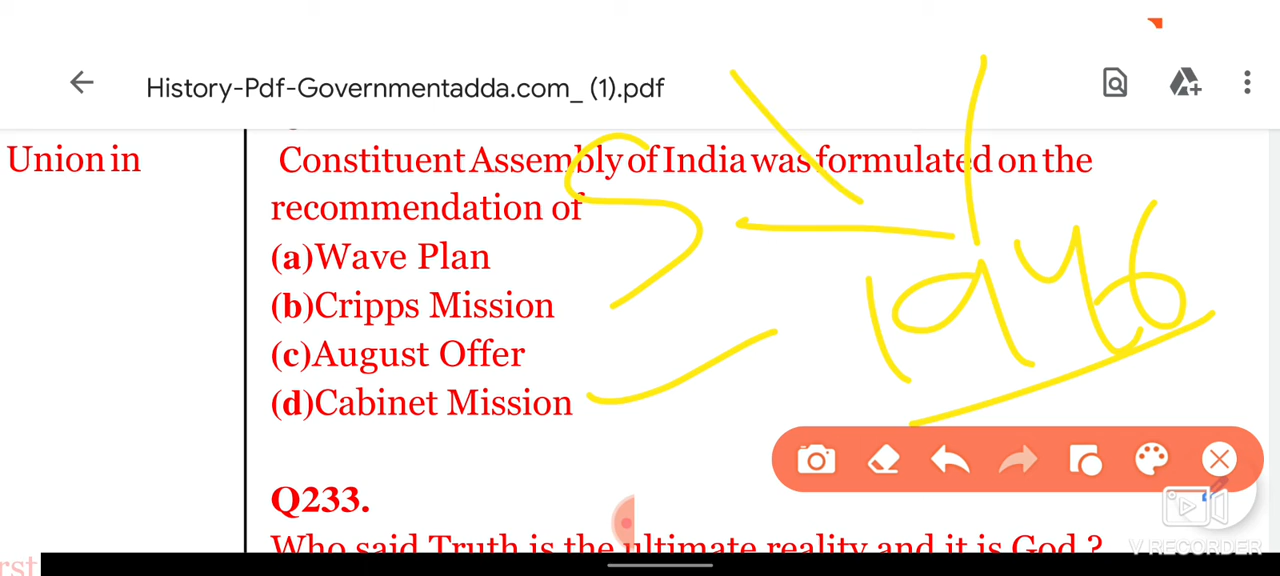 History-Pdf-Governmentadda.com_ (1).pdf
Union in
Constituent Assembly of India was formulated on the
recommendation of
(a)Wave Plan
(b)Cripps Mission
(c)August Offer
(d)Cabinet Mission
1946
Q233.
Who said Truth is the ultimate reality and it is God ?
rst
V RECORDER